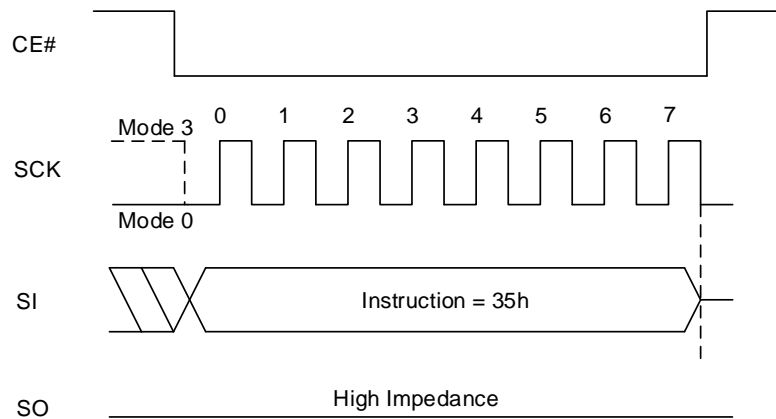 CE#
0 1 2 3 4 5 6 7
Mode 3
SCK
Mode 0
SI
Instruction = 35h
High Impedance
SO